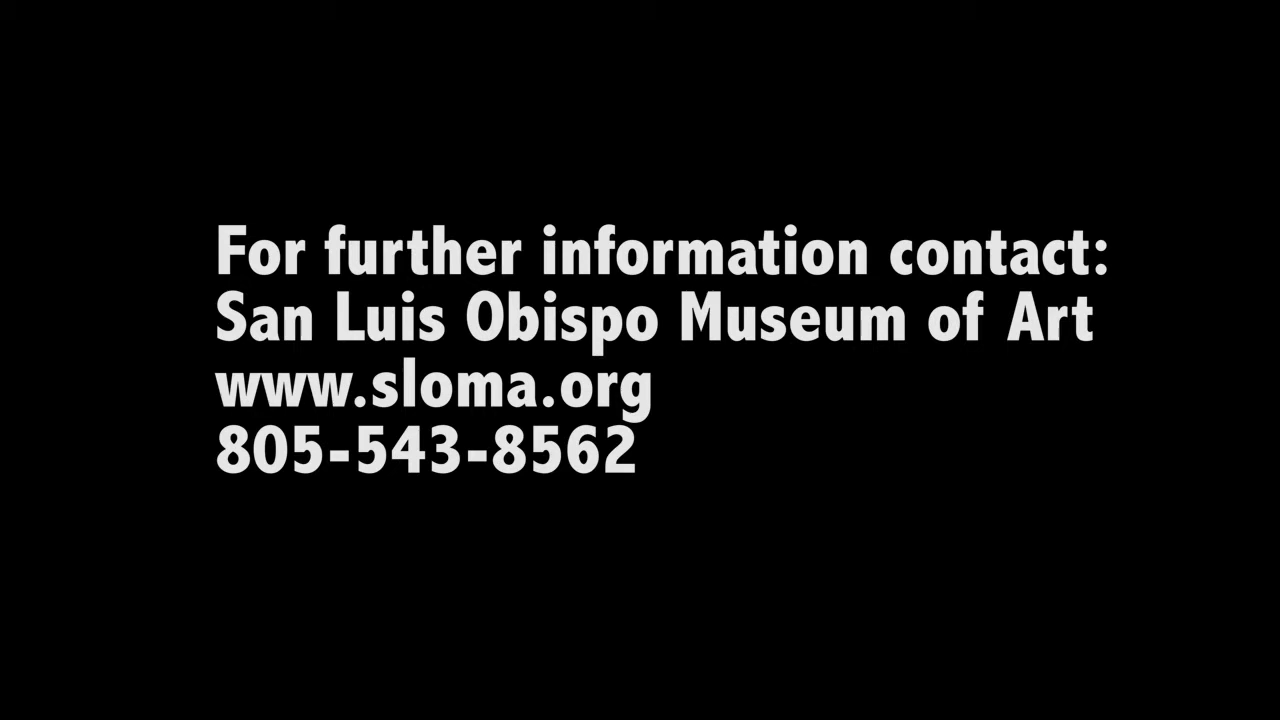 For further information contact:
San Luis Obispo Museum of Art
www.sloma.org
805-543-8562